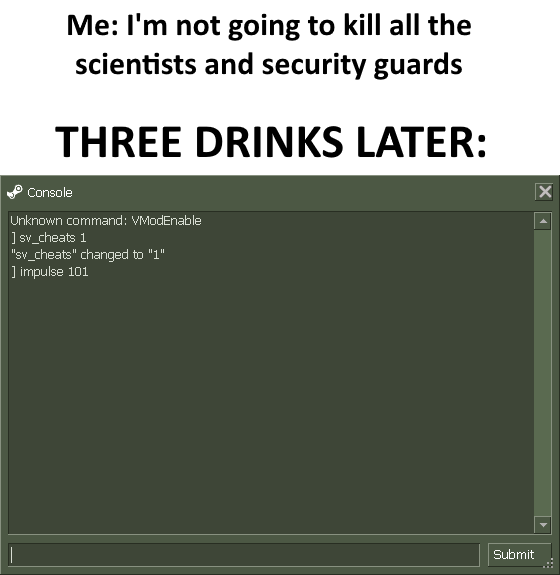 Me: I'm not going to kill all the
scientists and security guards
THREE DRINKS LATER:
Console
Unknown command: VModEnable
] sv_cheats 1
"sv_cheats" changed to "1"
] impulse 101
Submit